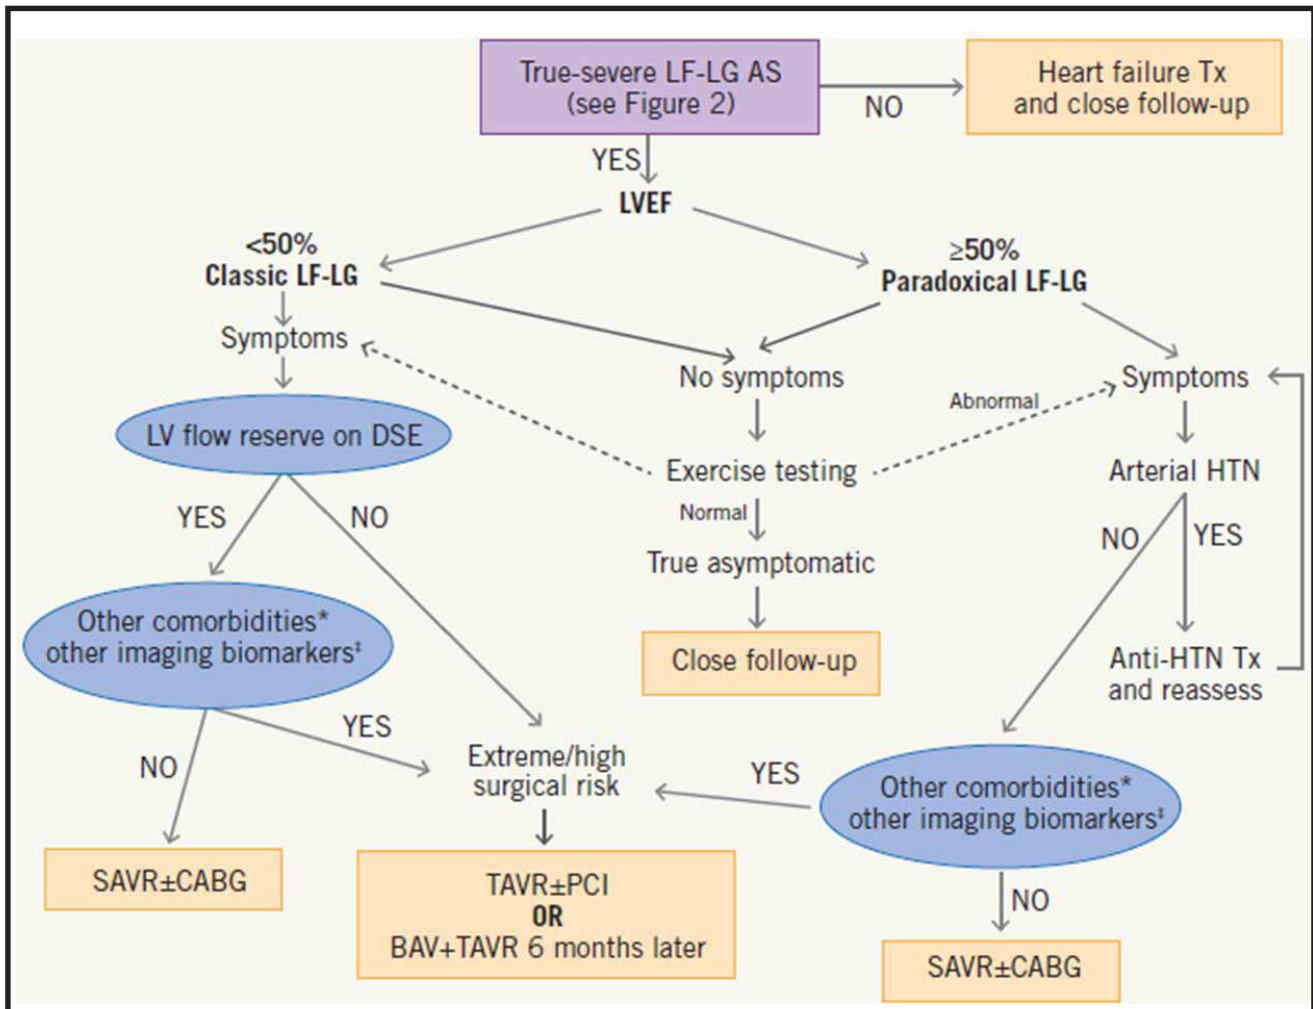 True-severe LF-LG AS
(see Figure 2)
NO
Heart failure Tx
and close follow-up
YES
LVEF
<50%
Classic LF-LG
≥50%
Paradoxical LF-LG
Symptoms
No symptoms
Symptoms
Abnormal
LV flow reserve on DSE
Exercise testing
Arterial HTN
YES
NO
Normal
NO
YES
True asymptomatic
Other comorbidities*
other imaging biomarkers‡
Close follow-up
Anti-HTN Tx
and reassess
NO
YES
Extreme/high
surgical risk
YES
Other comorbidities*
other imaging biomarkers‡
SAVR±CABG
TAVR±PCI
OR
BAV+TAVR 6 months later
NO
SAVR±CABG